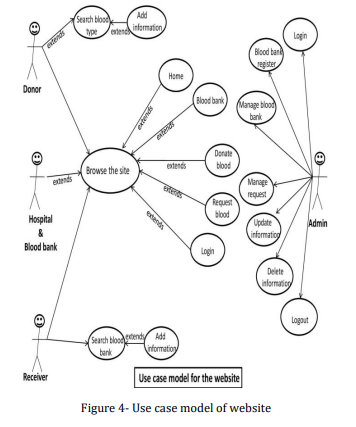 Search blood
type
Add
information
extends
extends
Donor
Login
Blood bank
register
Home
Blood bank
Manage blood
bank
extends
extends
Donate
blood
extends
Browse the site
extends
Hospital
&
Blood bank
extends
Request
blood
extends
Login
Manage
request
Admin
Update
information
Delete
information
Logout
Search blood
bank
extends
Add
information
Receiver
Use case model for the website
Figure 4- Use case model of website